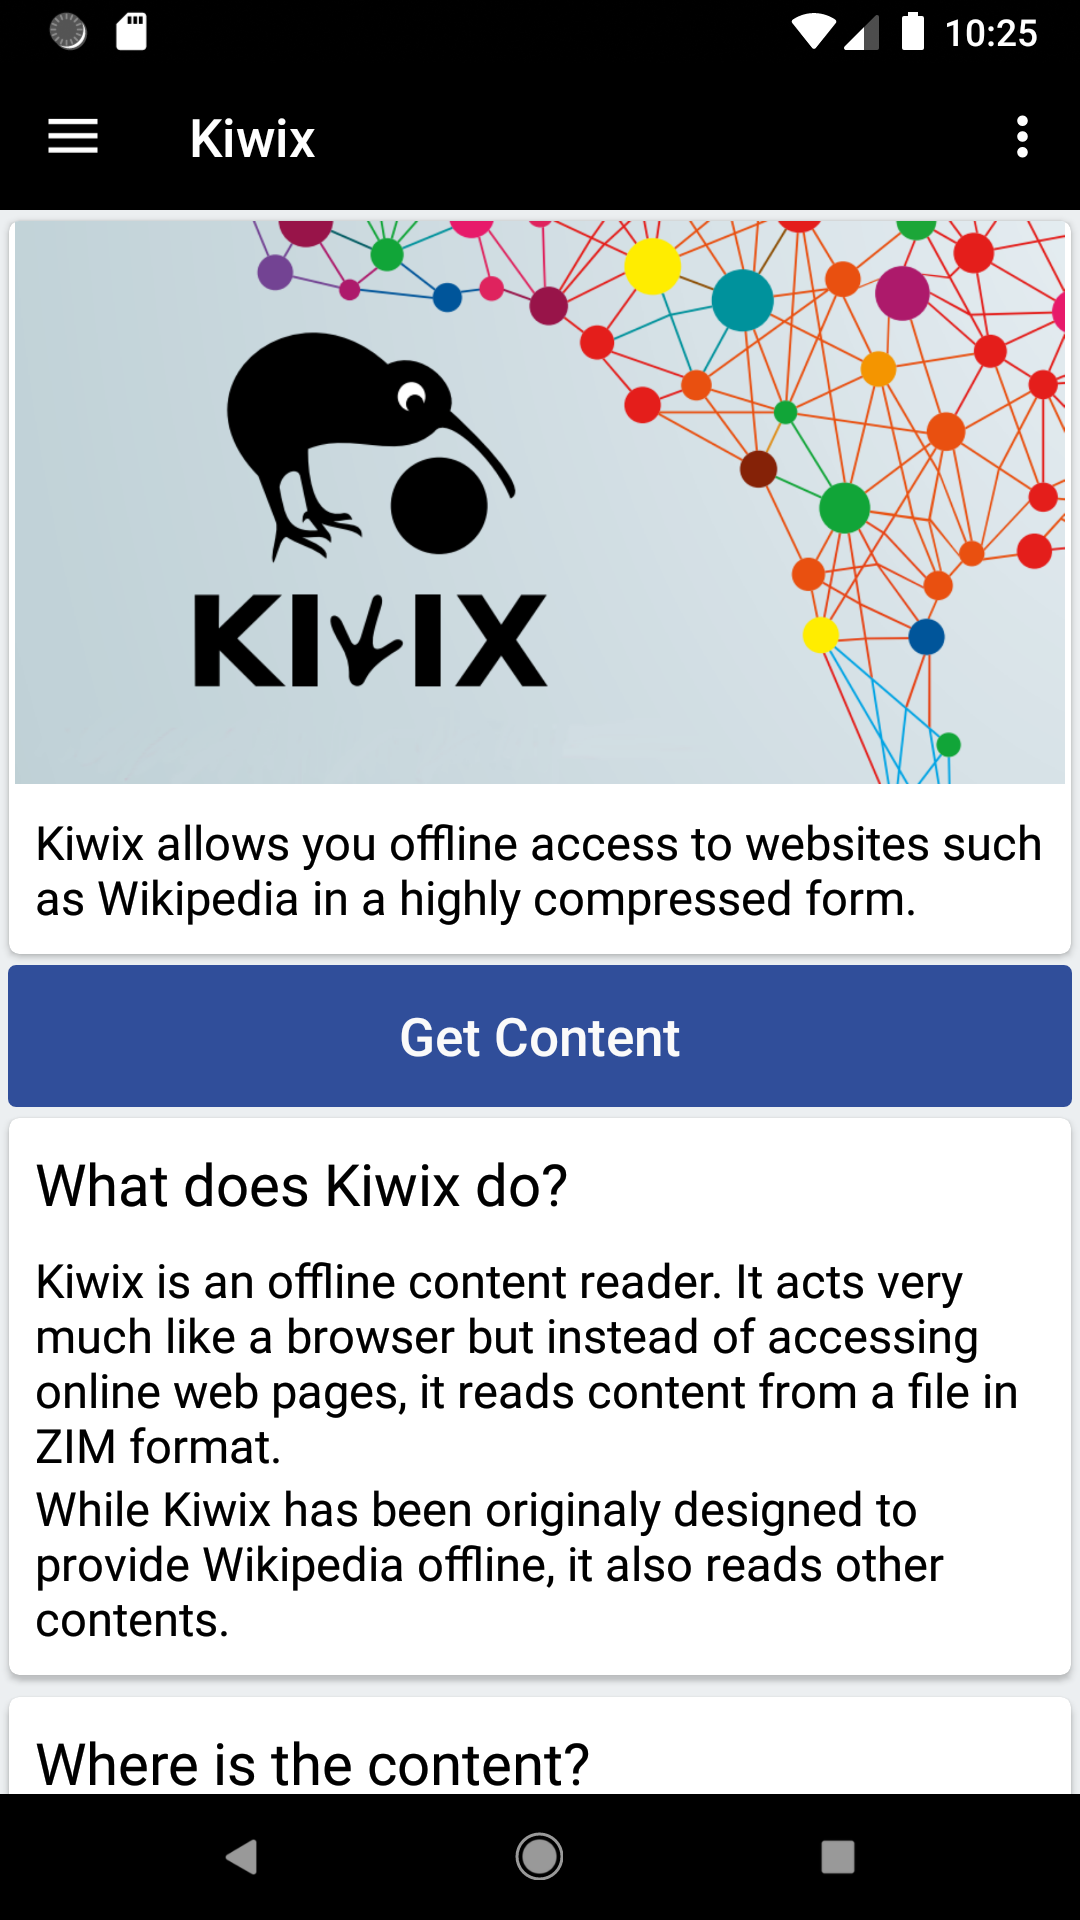 10:25
Kiwix
KIWIX
Kiwix allows you offline access to websites such
as Wikipedia in a highly compressed form.
Get Content
What does Kiwix do?
Kiwix is an offline content reader. It acts very
much like a browser but instead of accessing
online web pages, it reads content from a file in
ZIM format.
While Kiwix has been originaly designed to
provide Wikipedia offline, it also reads other
contents.
Where is the content?